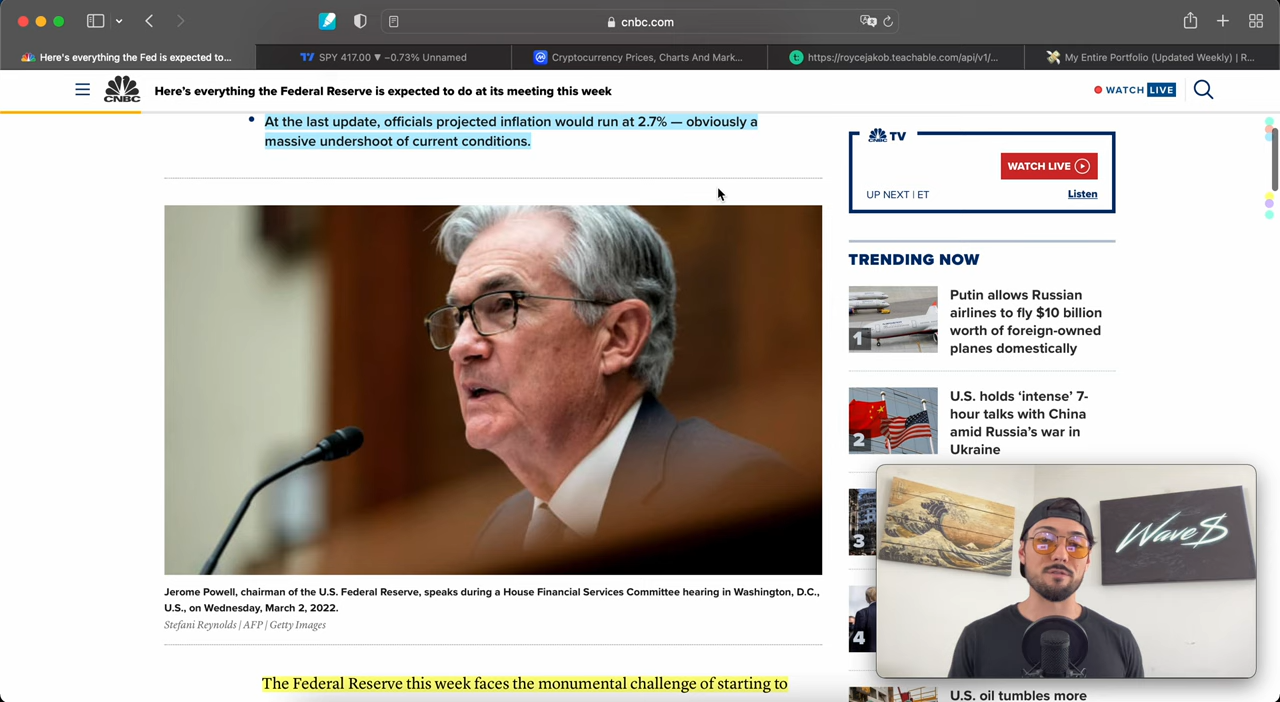 cnbc.com
Here's everything the Fed is expected to...
SPY 417.00 ▼ −0.73% Unnamed
Cryptocurrency Prices, Charts And Mark...
https://roycejakob.teachable.com/api/v1/...
My Entire Portfolio (Updated Weekly) | R...
CNBC
Here's everything the Federal Reserve is expected to do at its meeting this week
WATCH LIVE
• At the last update, officials projected inflation would run at 2.7% — obviously a
massive undershoot of current conditions.
TV
WATCH LIVE
UP NEXT | ET
Listen
TRENDING NOW
1
Putin allows Russian
airlines to fly $10 billion
worth of foreign-owned
planes domestically
2
U.S. holds ‘intense’ 7-
hour talks with China
amid Russia’s war in
Ukraine
3
4
Wave$
Jerome Powell, chairman of the U.S. Federal Reserve, speaks during a House Financial Services Committee hearing in Washington, D.C.,
U.S., on Wednesday, March 2, 2022.
Stefani Reynolds | AFP | Getty Images
The Federal Reserve this week faces the monumental challenge of starting to
U.S. oil tumbles more